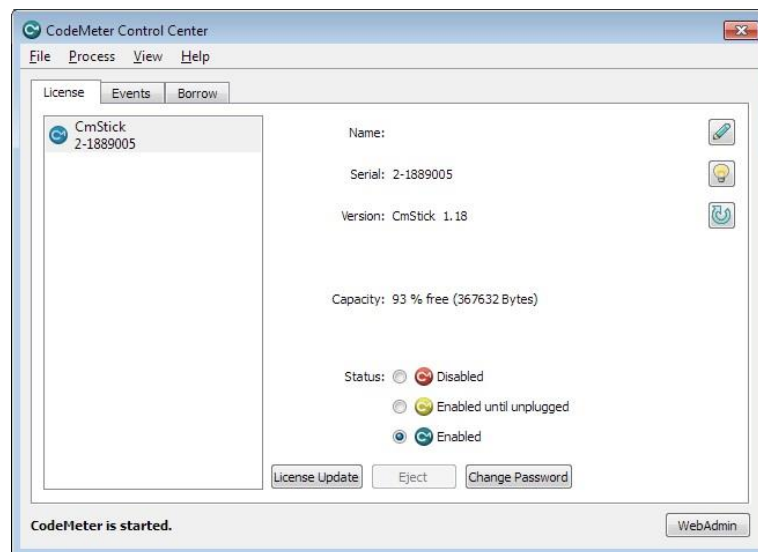 CodeMeter Control Center
File Process View Help
License Events Borrow
CmStick
2-1889005
Name:
Serial: 2-1889005
Version: CmStick 1.18
Capacity: 93 % free (367632 Bytes)
Status: Disabled
Enabled until unplugged
Enabled
License Update Eject Change Password
CodeMeter is started. WebAdmin